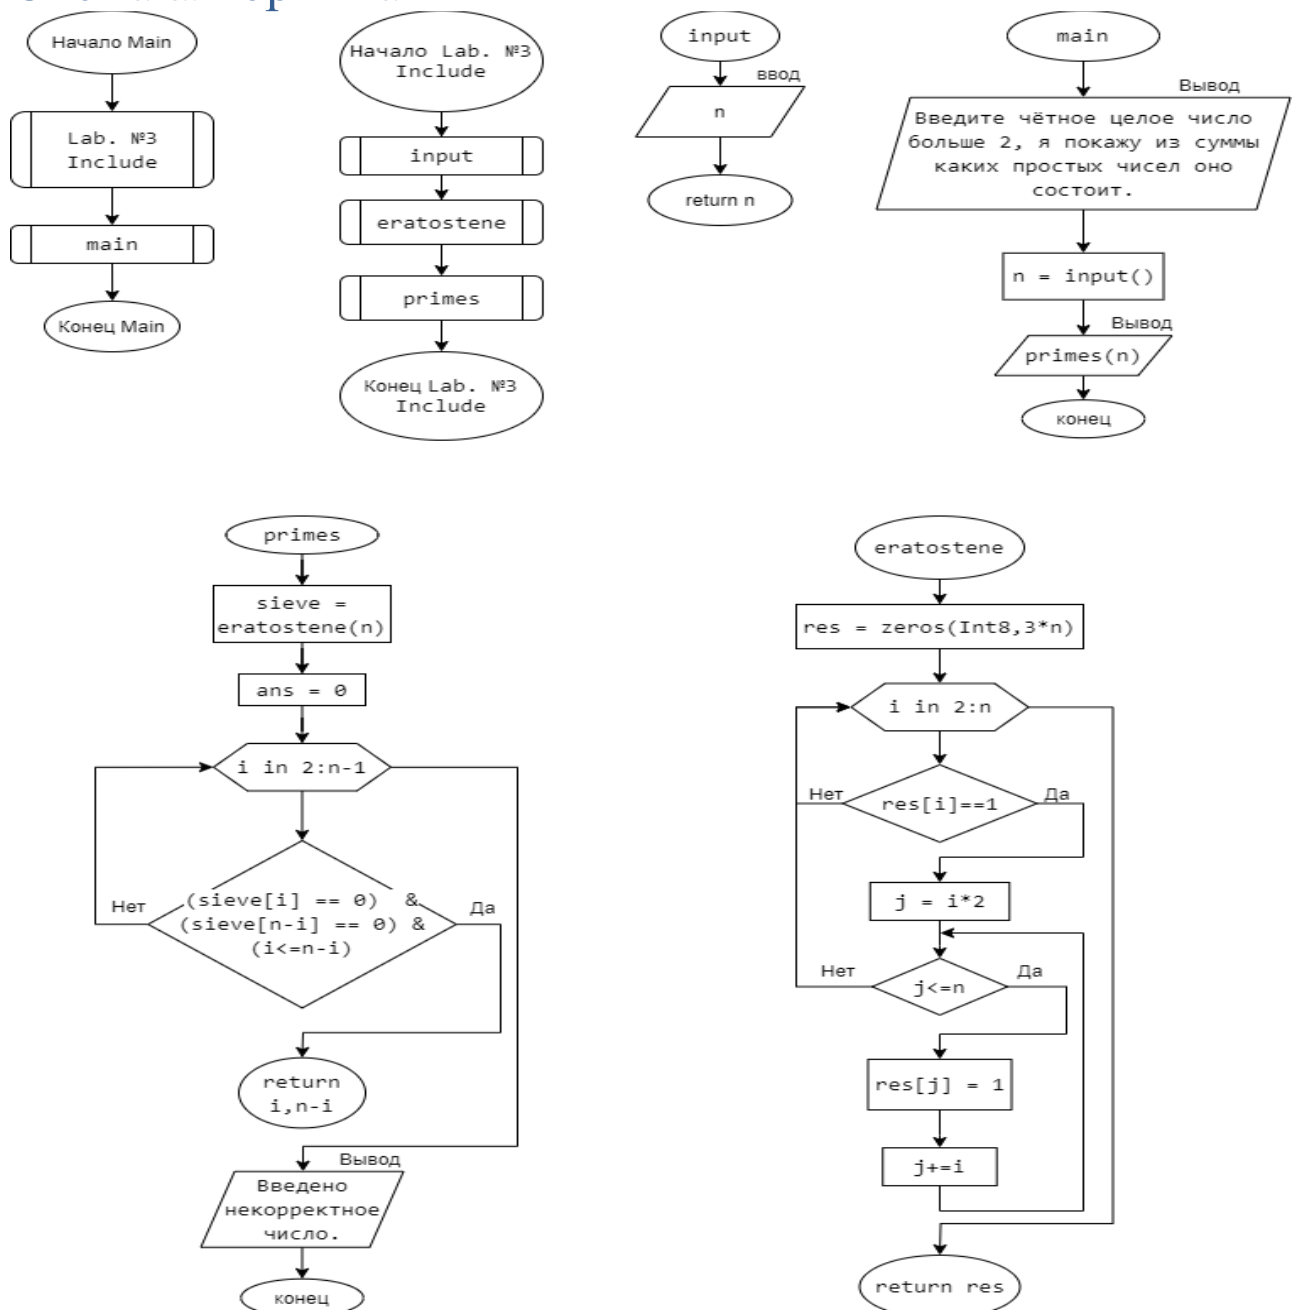 Начало Main
Lab. №3
Include
main
Конец Main
Начало Lab. №3
Include
input
eratostene
primes
Конец Lab. №3
Include
input
ввод
n
return n
main
Вывод
Введите чётное целое число
больше 2, я покажу из суммы
каких простых чисел оно
состоит.
n = input()
Вывод
primes(n)
конец
primes
sieve =
eratostene(n)
ans = 0
i in 2:n-1
Нет
(sieve[i] == 0) &
(sieve[n-i] == 0) &
(i<=n-i)
Да
return
i,n-i
Вывод
Введено
некорректное
число.
конец
eratostene
res = zeros(Int8,3*n)
i in 2:n
Нет
res[i]==1
Да
j = i*2
Нет
j<=n
Да
res[j] = 1
j+=i
return res